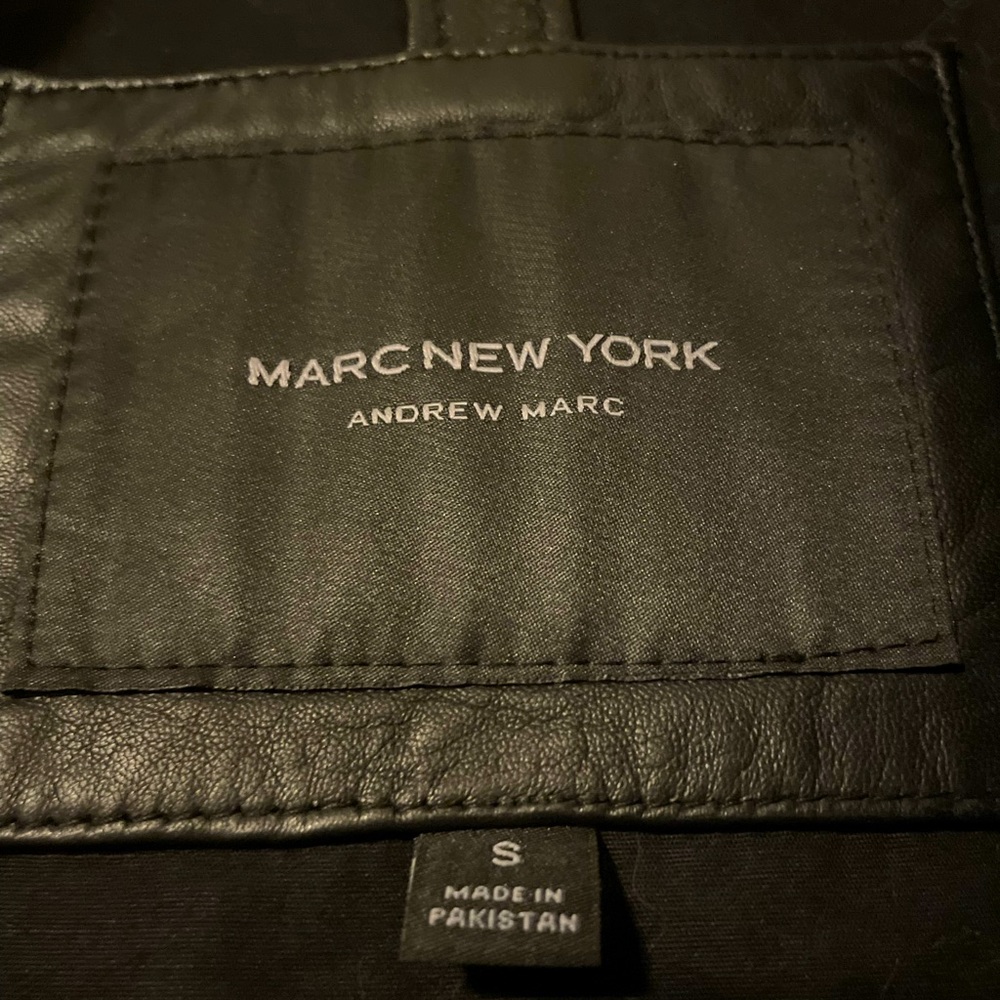 MARC NEW YORK
ANDREW MARC
S
MADE IN
PAKISTAN